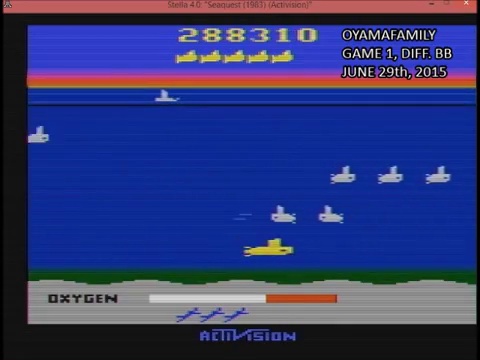 Stella 4.0: "Seaquest (1983) (Activision)"
288310
OYAMAFAMILY
GAME 1, DIFF. BB
JUNE 29th, 2015
OXYGEN
ACTIVISION